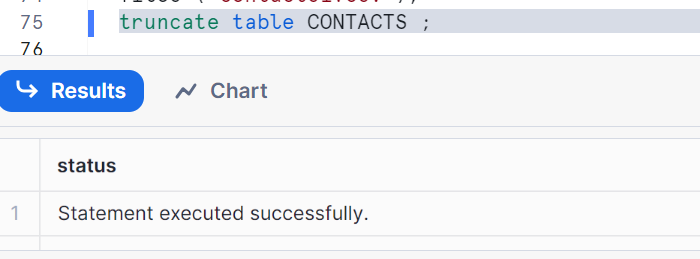 75 truncate table CONTACTS ;
76
Results Chart
status
1 Statement executed successfully.